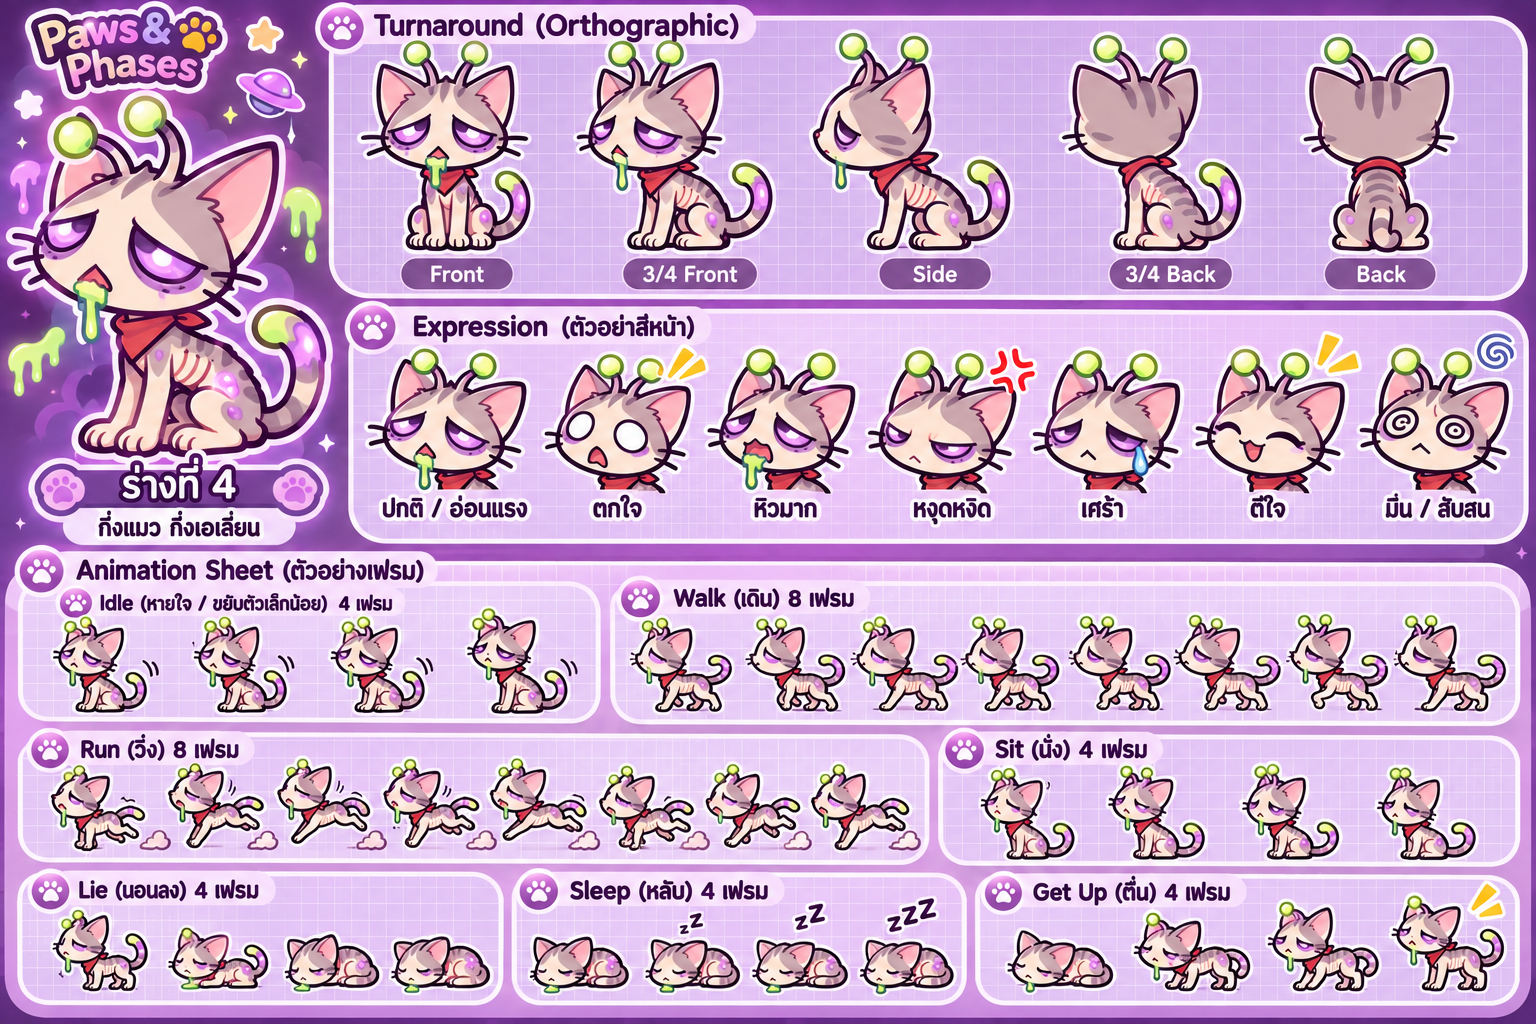 Paws &
Phases
ร่างที่ 4
กึ่งแมว กึ่งเอเลี่ยน
Turnaround (Orthographic)
Front
3/4 Front
Side
3/4 Back
Back
Expression (ตัวอย่าสีหน้า)
ปกติ / อ่อนแรง
ตกใจ
หิวมาก
หงุดหงิด
เศร้า
ดีใจ
มึ่น / สับสน
Animation Sheet (ตัวอย่างเฟรม)
Idle (หายใจ / ขยับตัวเล็กน้อย) 4 เฟรม
Walk (เดิน) 8 เฟรม
Run (วิ่ง) 8 เฟรม
Sit (นั่ง) 4 เฟรม
Lie (นอนลง) 4 เฟรม
Sleep (หลับ) 4 เฟรม
zz
zZ
zzZ
Get Up (ตื่น) 4 เฟรม